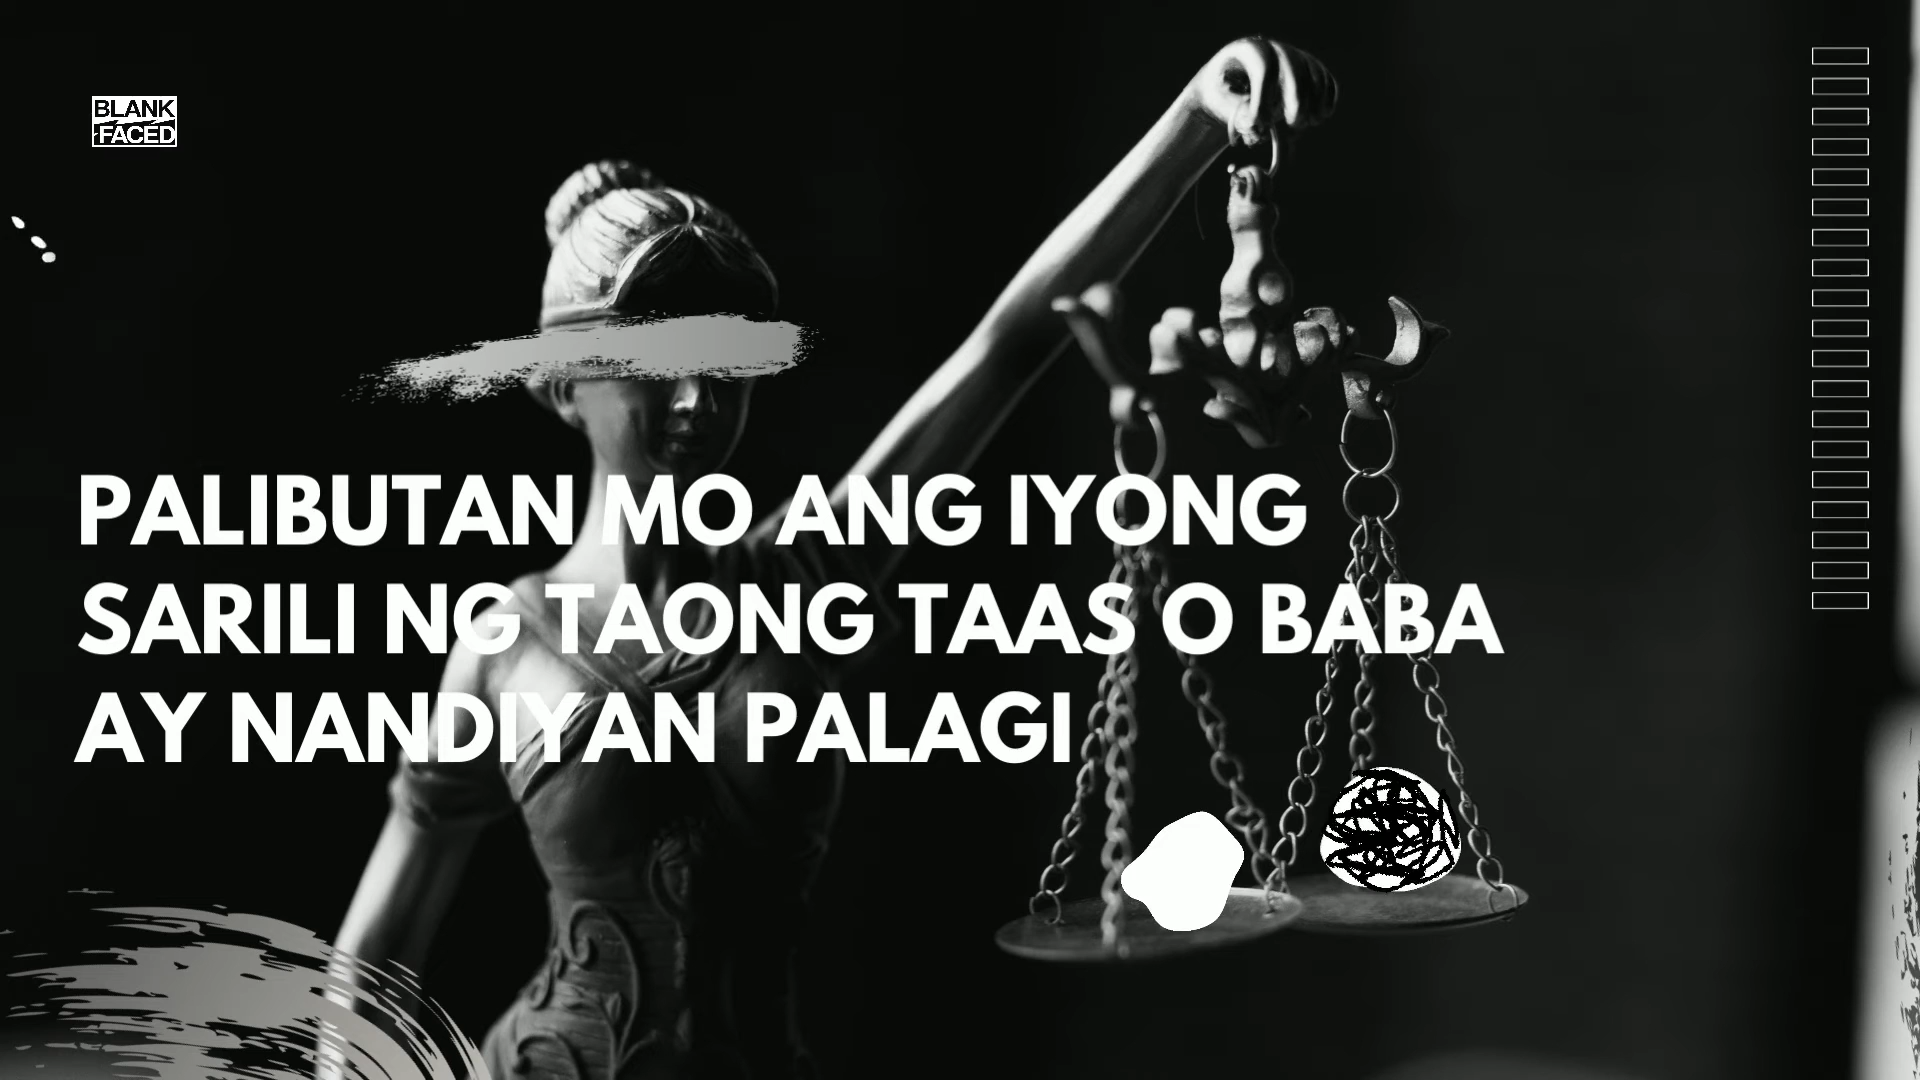 BLANK
FACED
PALIBUTAN MO ANG IYONG
SARILI NG TAONG TAAS O BABA
AY NANDIYAN PALAGI